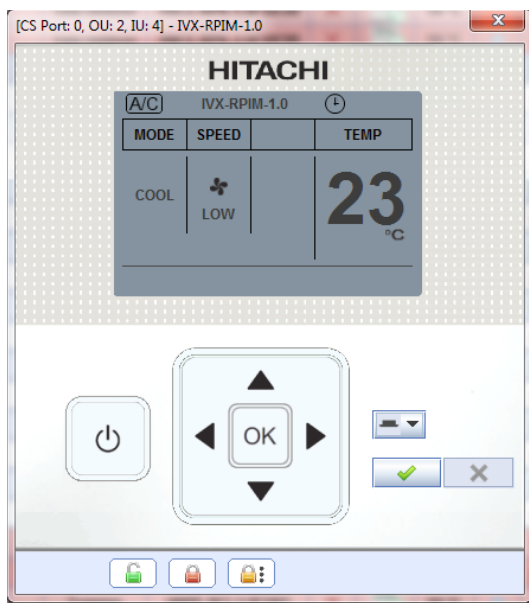 [CS Port: 0, OU: 2, IU: 4] - IVX-RPIM-1.0
HITACHI
A/C IVX-RPIM-1.0
MODE SPEED TEMP
COOL LOW 23 °C
OK